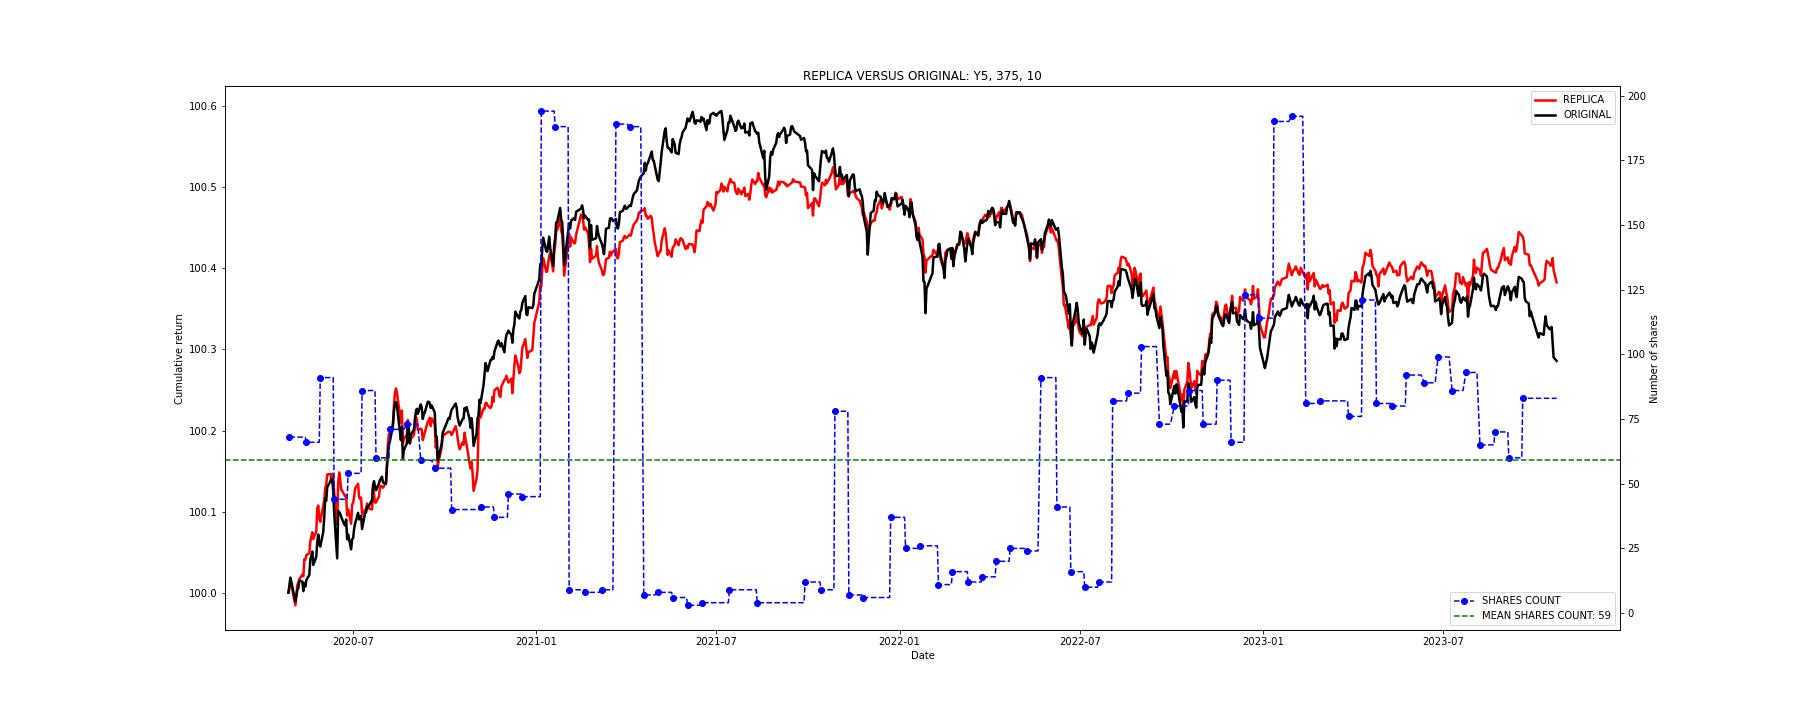 REPLICA VERSUS ORIGINAL: Y5, 375, 10
REPLICA
ORIGINAL
Cumulative return
100.6
100.5
100.4
100.3
100.2
100.1
100.0
200
175
150
125
100
75
50
25
0
Number of shares
SHARES COUNT
MEAN SHARES COUNT: 59
2020-07
2021-01
2021-07
2022-01
2022-07
2023-01
2023-07
Date